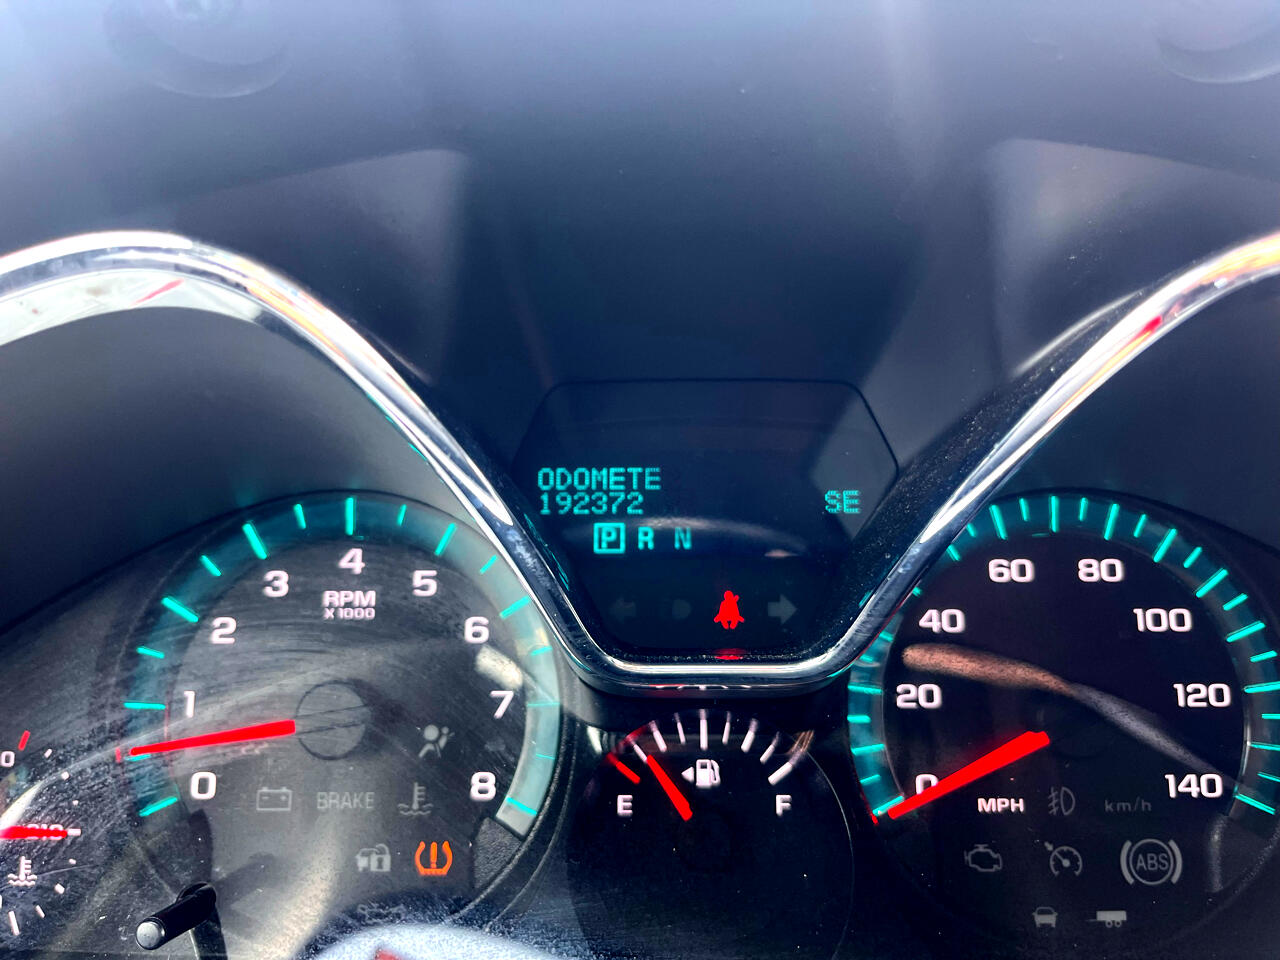 ODOMETE
192372 SE
P R N
0 1 2 3 4 5 6 7 8
RPM
X 1000
BRAKE
E F
0 20 40 60 80 100 120 140
MPH km/h
ABS